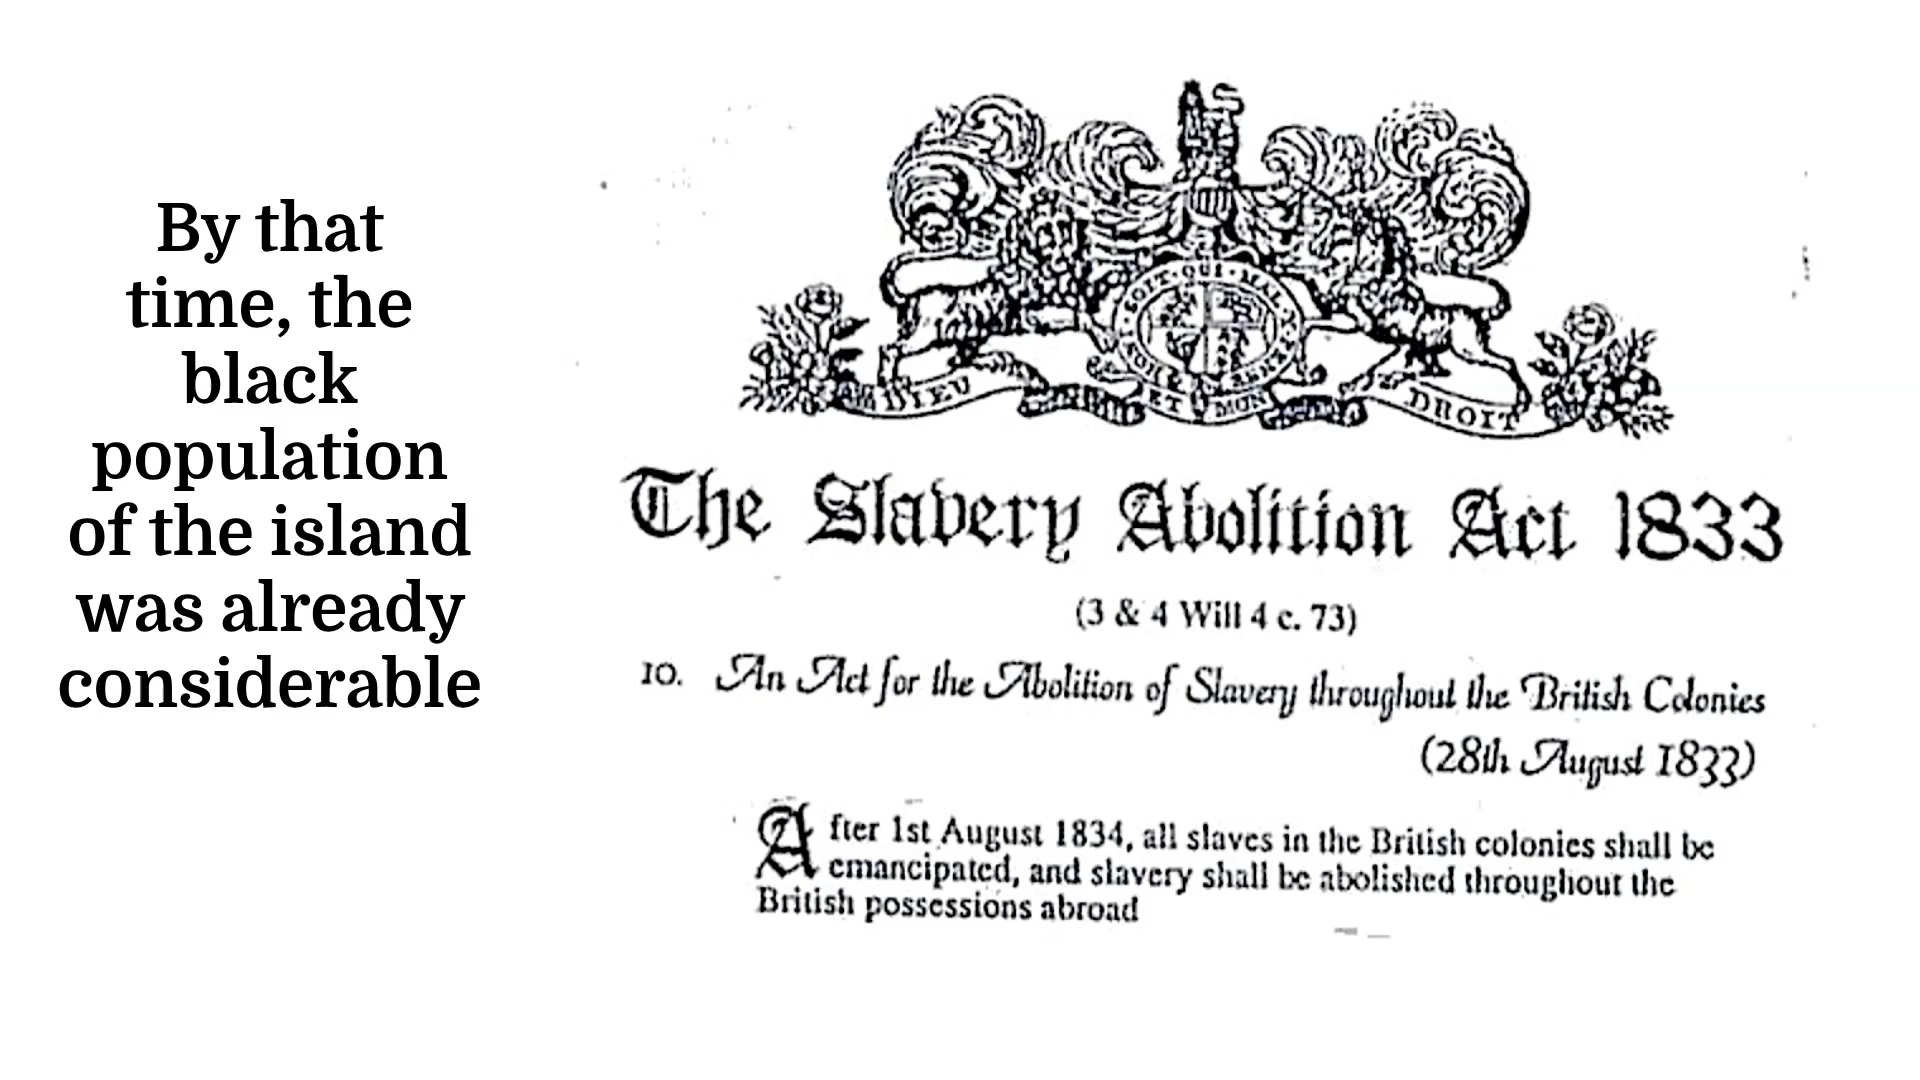 By that
time, the
black
population
of the island
was already
considerable
DIEU
ET MON
DROIT
The Slavery Abolition Act 1833
(3 & 4 Will 4 c. 73)
10. An Act for the Abolition of Slavery throughout the British Colonies
(28th August 1833)
After 1st August 1834, all slaves in the British colonies shall be
emancipated, and slavery shall be abolished throughout the
British possessions abroad